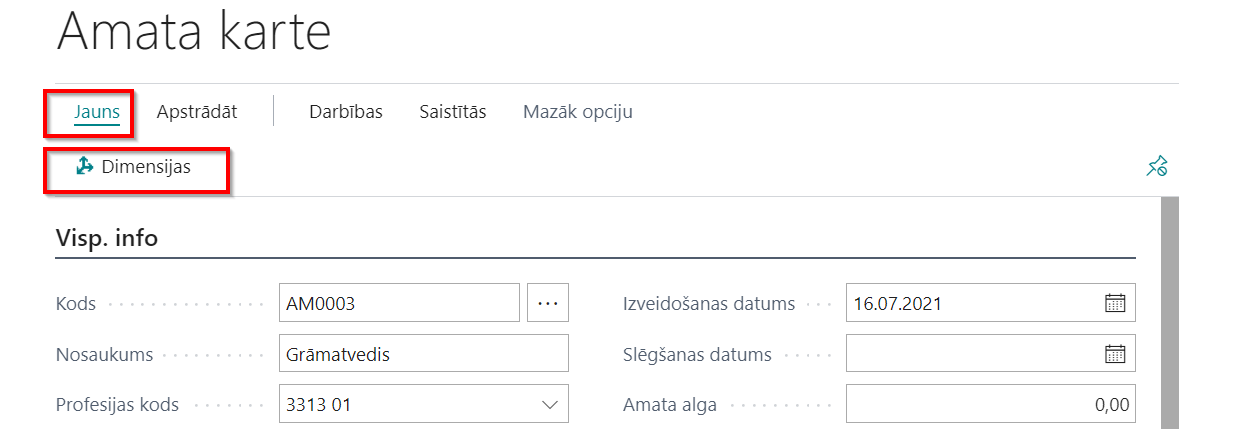 Amata karte
Jauns Apstrādāt Darbības Saistītās Mazāk opciju
Dimensijas
Visp. info
Kods AM0003 ... Izveidošanas datums 16.07.2021
Nosaukums Grāmatvedis Slēgšanas datums
Profesijas kods 3313 01 Amata alga 0,00